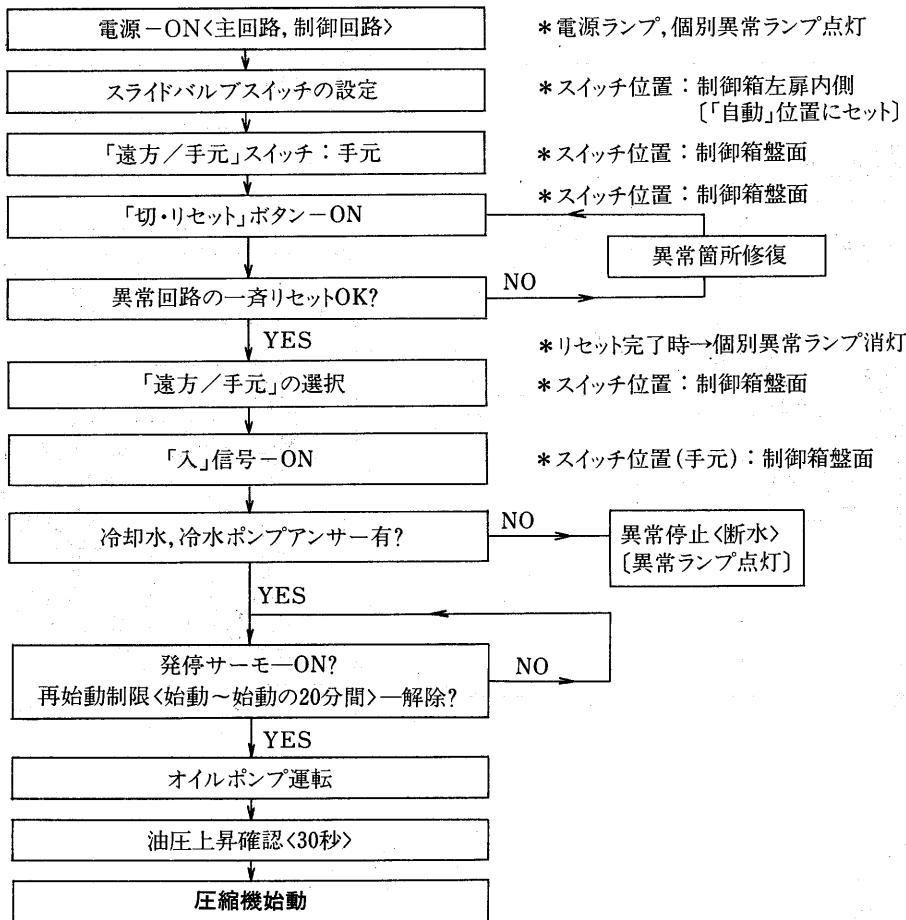 電源－ON〈主回路,制御回路〉
＊電源ランプ,個別異常ランプ点灯
スライドバルブスイッチの設定
＊スイッチ位置：制御箱左扉内側
〔「自動」位置にセット〕
「遠方／手元」スイッチ：手元
＊スイッチ位置：制御箱盤面
＊スイッチ位置：制御箱盤面
「切・リセット」ボタン－ON
異常箇所修復
異常回路の一斉リセットOK?
NO
YES
＊リセット完了時→個別異常ランプ消灯
「遠方／手元」の選択
＊スイッチ位置：制御箱盤面
「入」信号－ON
＊スイッチ位置(手元)：制御箱盤面
冷却水,冷水ポンプアンサー有?
NO
異常停止〈断水〉
〔異常ランプ点灯〕
YES
発停サーモ―ON?
再始動制限〈始動～始動の20分間〉―解除?
NO
YES
オイルポンプ運転
油圧上昇確認〈30秒〉
圧縮機始動